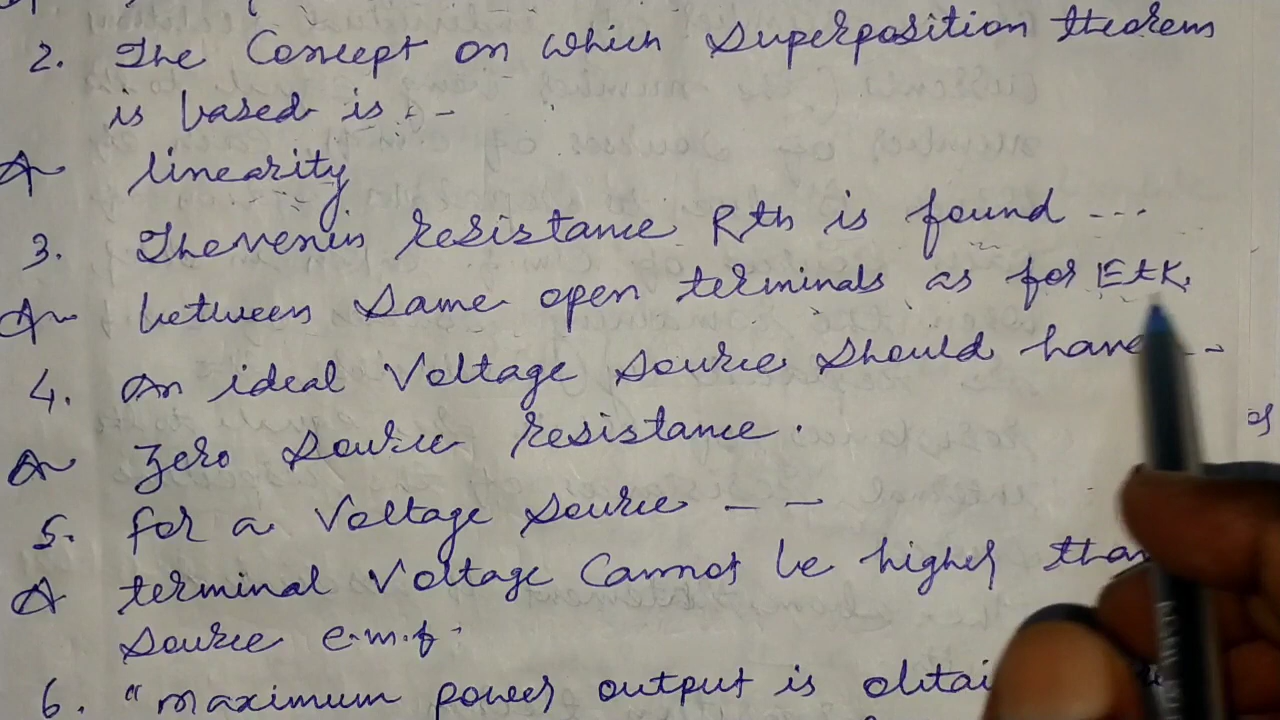 2. The Concept on which Superposition theorem
is based is :-
A linearity
3. Thevenin resistance Rth is found ---
A between same open terminals as for Etk.
4. An ideal Voltage source should have --
A Zero source resistance.
5. for a Voltage source - -
A terminal Voltage Cannot be higher than
source e.m.f.
6. "maximum power output is obtai